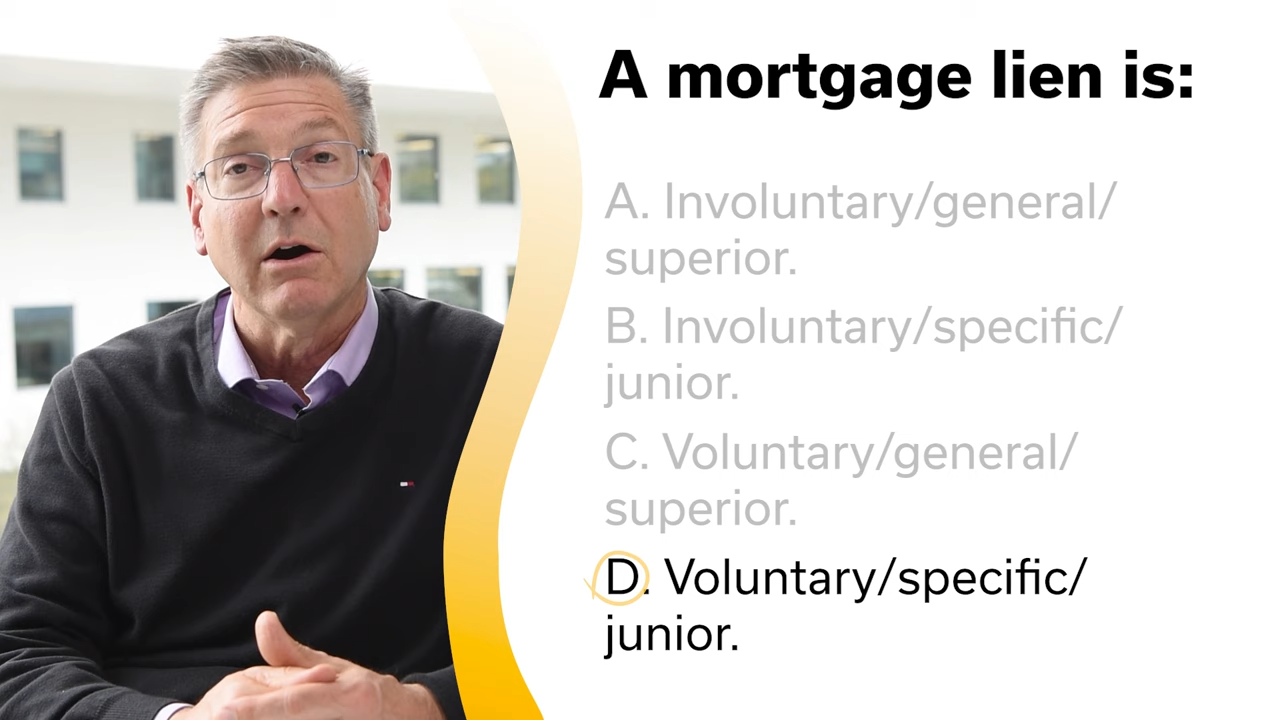 A mortgage lien is:
A. Involuntary/general/
superior.
B. Involuntary/specific/
junior.
C. Voluntary/general/
superior.
D. Voluntary/specific/
junior.